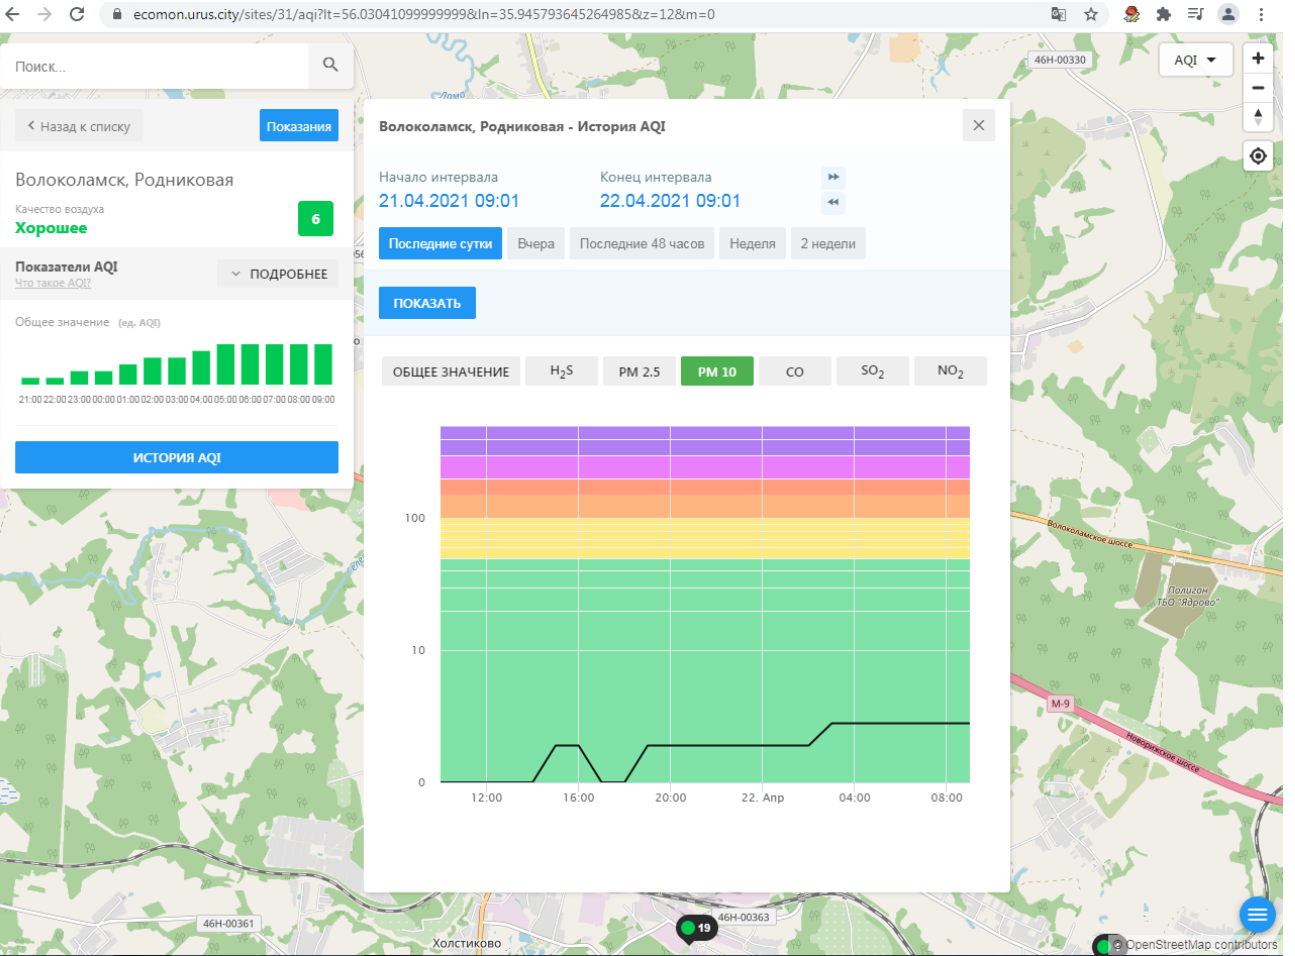 ecomon.urus.city/sites/31/aqi?lt=56.03041099999999&ln=35.945793645264985&z=12&m=0
Поиск...
46Н-00330
AQI
Назад к списку
Показания
Волоколамск, Родниковая - История AQI
Волоколамск, Родниковая
Начало интервала
Конец интервала
21.04.2021 09:01
22.04.2021 09:01
Качество воздуха
Хорошее
6
Последние сутки
Вчера
Последние 48 часов
Неделя
2 недели
Показатели AQI
Что такое AQI?
ПОДРОБНЕЕ
ПОКАЗАТЬ
Общее значение (ед. AQI)
21:00 22:00 23:00 00:00 01:00 02:00 03:00 04:00 05:00 06:00 07:00 08:00 09:00
ОБЩЕЕ ЗНАЧЕНИЕ
H2S
PM 2.5
PM 10
CO
SO2
NO2
ИСТОРИЯ AQI
100
10
0
12:00
16:00
20:00
22. Апр
04:00
08:00
Волоколамское шоссе
Полигон
ТБО "Ядрово"
М-9
Новорижское шоссе
46Н-00361
46Н-00363
19
Холстиково
© OpenStreetMap contributors